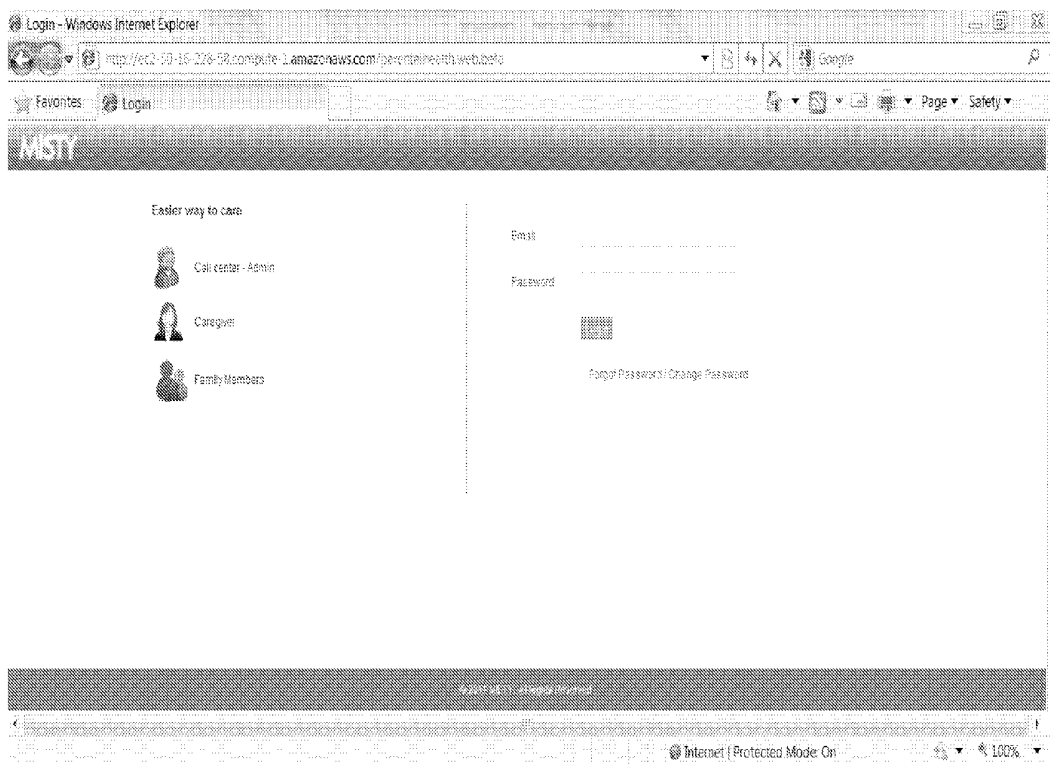 Login - Windows Internet Explorer
Google
Favorites Login Page Safety
MISTY
Easier way to care
Email
Call center - Admin
Password
Caregiver
Forgot Password / Change Password
Family Members
Internet | Protected Mode: On 100%